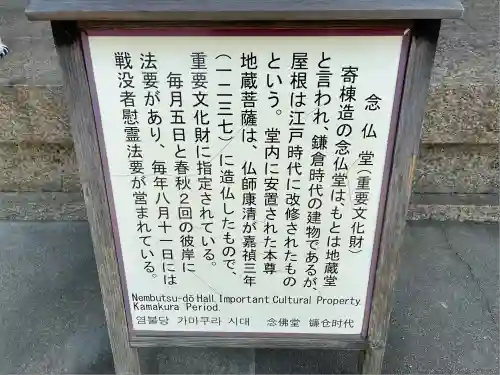 念仏堂(重要文化財)
寄棟造の念仏堂は、もとは地蔵堂
と言われ、鎌倉時代の建物であるが、
屋根は江戸時代に改修されたもの
という。堂内に安置された本尊
地蔵菩薩は、仏師康清が嘉禎三年
(一二三七)に造仏したもので、
重要文化財に指定されている。
毎月五日と春秋2回の彼岸に
法要があり、毎年八月十一日には
戦没者慰霊法要が営まれている。
Nembutsu-dō Hall. Important Cultural Property.
Kamakura Period.
염불당 가마쿠라 시대 念佛堂 镰仓时代